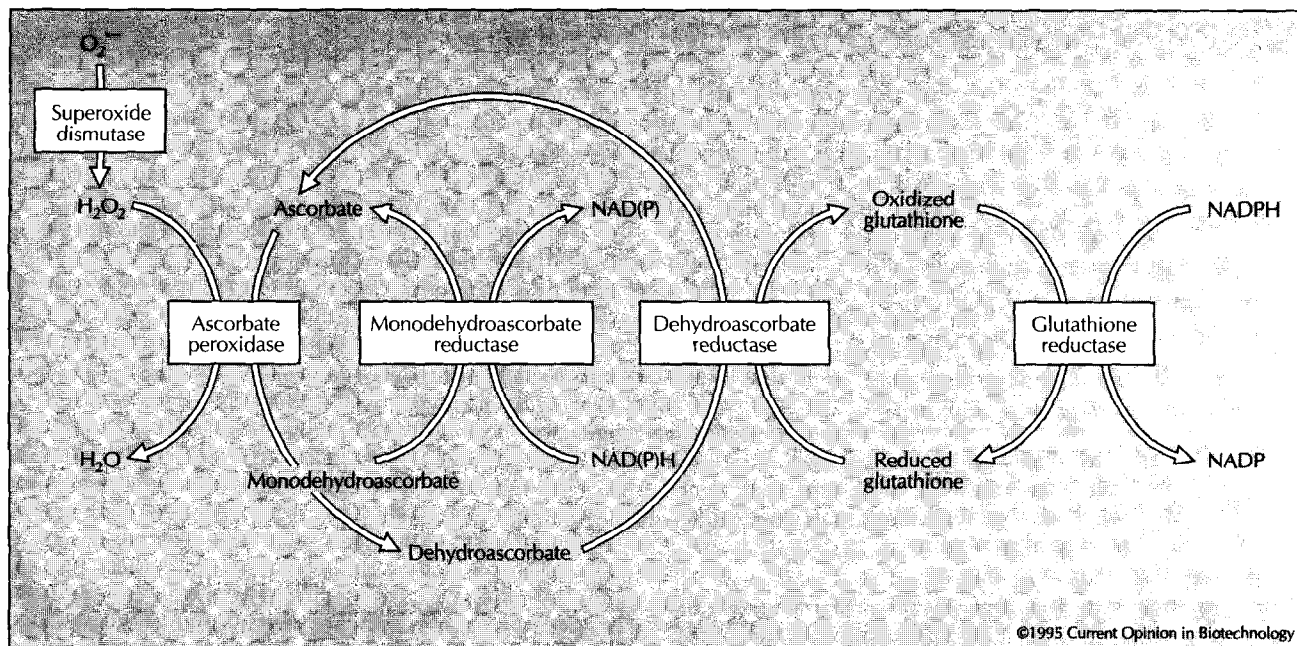 O₂·⁻
Superoxide
dismutase
H₂O₂
Ascorbate
NAD(P)
Oxidized
glutathione
NADPH
Ascorbate
peroxidase
Monodehydroascorbate
reductase
Dehydroascorbate
reductase
Glutathione
reductase
H₂O
Monodehydroascorbate
NAD(P)H
Reduced
glutathione
NADP
Dehydroascorbate
©1995 Current Opinion in Biotechnology